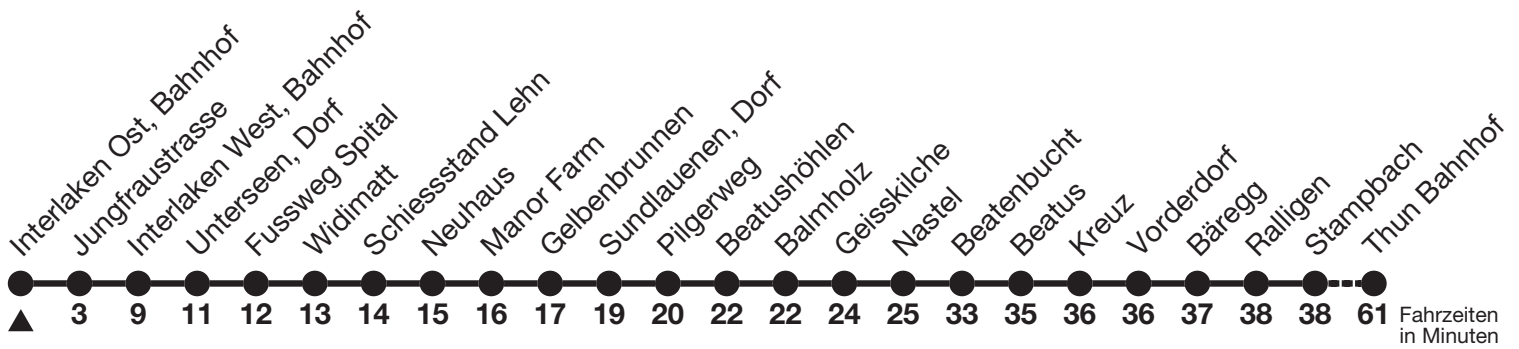 Interlaken Ost, Bahnhof
Jungfraustrasse
Interlaken West, Bahnhof
Unterseen, Dorf
Fussweg Spital
Widimatt
Schiessstand Lehn
Neuhaus
Manor Farm
Gelbenbrunnen
Sundlauenen, Dorf
Pilgerweg
Beatushöhlen
Balmholz
Geisskilche
Nastel
Beatenbucht
Beatus
Kreuz
Vorderdorf
Bäregg
Ralligen
Stampbach
Thun Bahnhof
3 9 11 12 13 14 15 16 17 19 20 22 22 24 25 33 35 36 36 37 38 38 61 Fahrzeiten
in Minuten